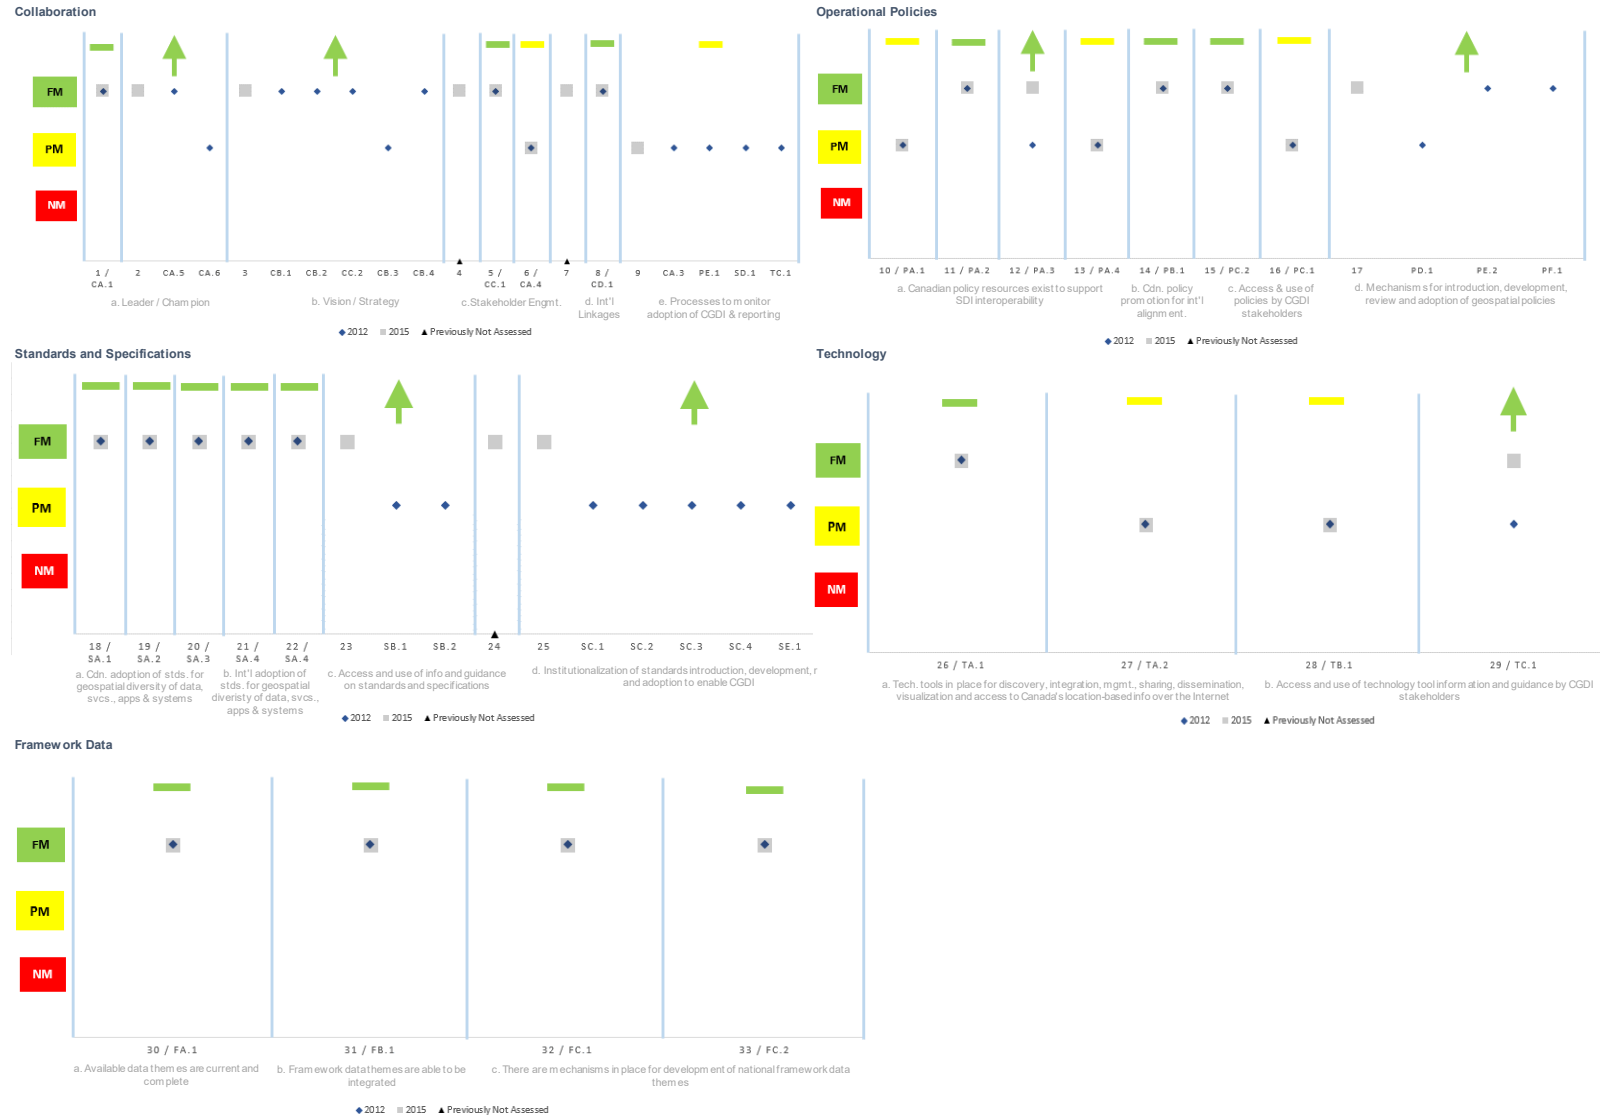 Collaboration
FM
PM
NM
1 / CA.1
2
CA.5
CA.6
3
CB.1
CB.2
CC.2
CB.3
CB.4
4
5 / CC.1
6 / CA.4
7
8 / CD.1
9
CA.3
PE.1
SD.1
TC.1
a. Leader / Champion
b. Vision / Strategy
c.Stakeholder Engmt.
d. Int'l
Linkages
e. Processes to monitor
adoption of CGDI & reporting
2012 2015 Previously Not Assessed
Operational Policies
FM
PM
NM
10 / PA.1
11 / PA.2
12 / PA.3
13 / PA.4
14 / PB.1
15 / PC.2
16 / PC.1
17
PD.1
PE.2
PF.1
a. Canadian policy resources exist to support
SDI interoperability
b. Cdn. policy
promotion for int'l
alignment.
c. Access & use of
policies by CGDI
stakeholders
d. Mechanisms for introduction, development,
review and adoption of geospatial policies
2012 2015 Previously Not Assessed
Standards and Specifications
FM
PM
NM
18 / SA.1
19 / SA.2
20 / SA.3
21 / SA.4
22 / SA.4
23
SB.1
SB.2
24
25
SC.1
SC.2
SC.3
SC.4
SE.1
a. Cdn. adoption of stds. for
geospatial diversity of data,
svcs., apps & systems
b. Int'l adoption of
stds. for geospatial
diveristy of data, svcs.,
apps & systems
c. Access and use of info and guidance
on standards and specifications
d. Institutionalization of standards introduction, development, r
and adoption to enable CGDI
2012 2015 Previously Not Assessed
Technology
FM
PM
NM
26 / TA.1
27 / TA.2
28 / TB.1
29 / TC.1
a. Tech. tools in place for discovery, integration, mgmt., sharing, dissemination,
visualization and access to Canada's location-based info over the Internet
b. Access and use of technology tool information and guidance by CGDI
stakeholders
2012 2015 Previously Not Assessed
Framework Data
FM
PM
NM
30 / FA.1
31 / FB.1
32 / FC.1
33 / FC.2
a. Available data themes are current and
complete
b. Framework data themes are able to be
integrated
c. There are mechanisms in place for development of national framework data
themes
2012 2015 Previously Not Assessed